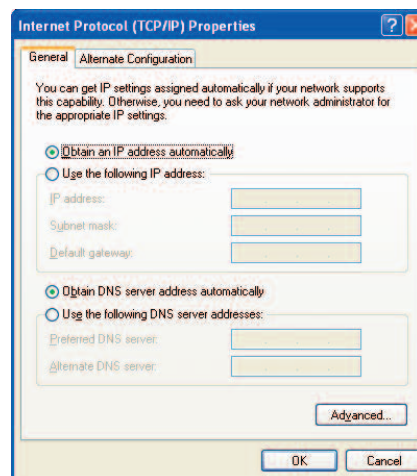 Internet Protocol (TCP/IP) Properties
General
Alternate Configuration
You can get IP settings assigned automatically if your network supports
this capability. Otherwise, you need to ask your network administrator for
the appropriate IP settings.
Obtain an IP address automatically
Use the following IP address:
IP address:
Subnet mask:
Default gateway:
Obtain DNS server address automatically
Use the following DNS server addresses:
Preferred DNS server:
Alternate DNS server:
Advanced...
OK
Cancel